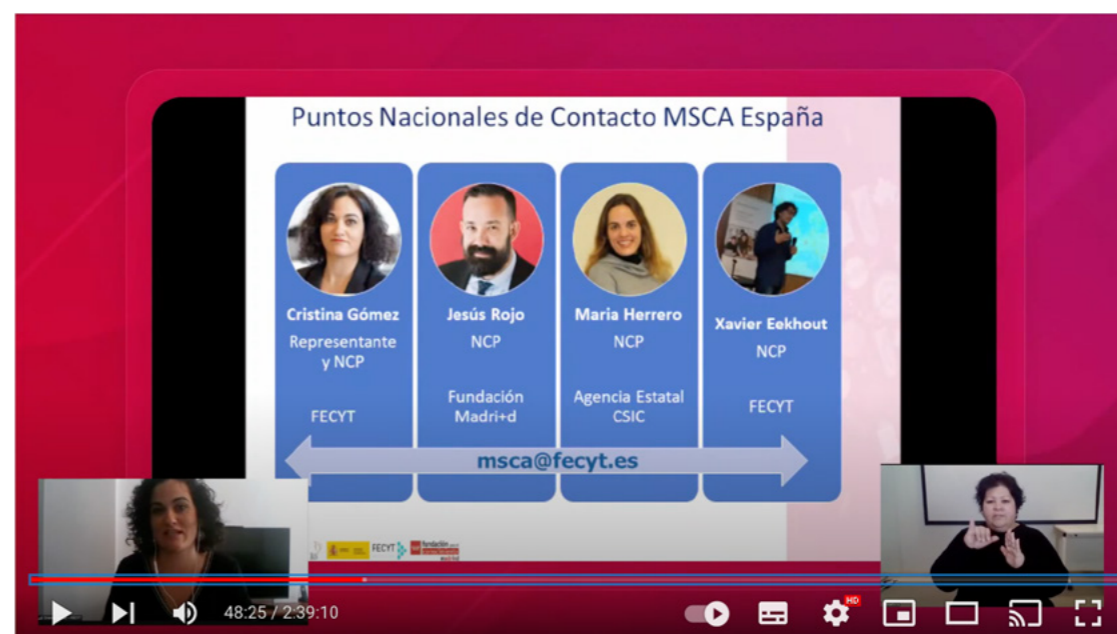 Puntos Nacionales de Contacto MSCA España
Cristina Gómez
Representante
y NCP
FECYT
Jesús Rojo
NCP
Fundación
Madri+d
Maria Herrero
NCP
Agencia Estatal
CSIC
Xavier Eekhout
NCP
FECYT
msca@fecyt.es
FECYT
48:25 / 2:39:10
HD